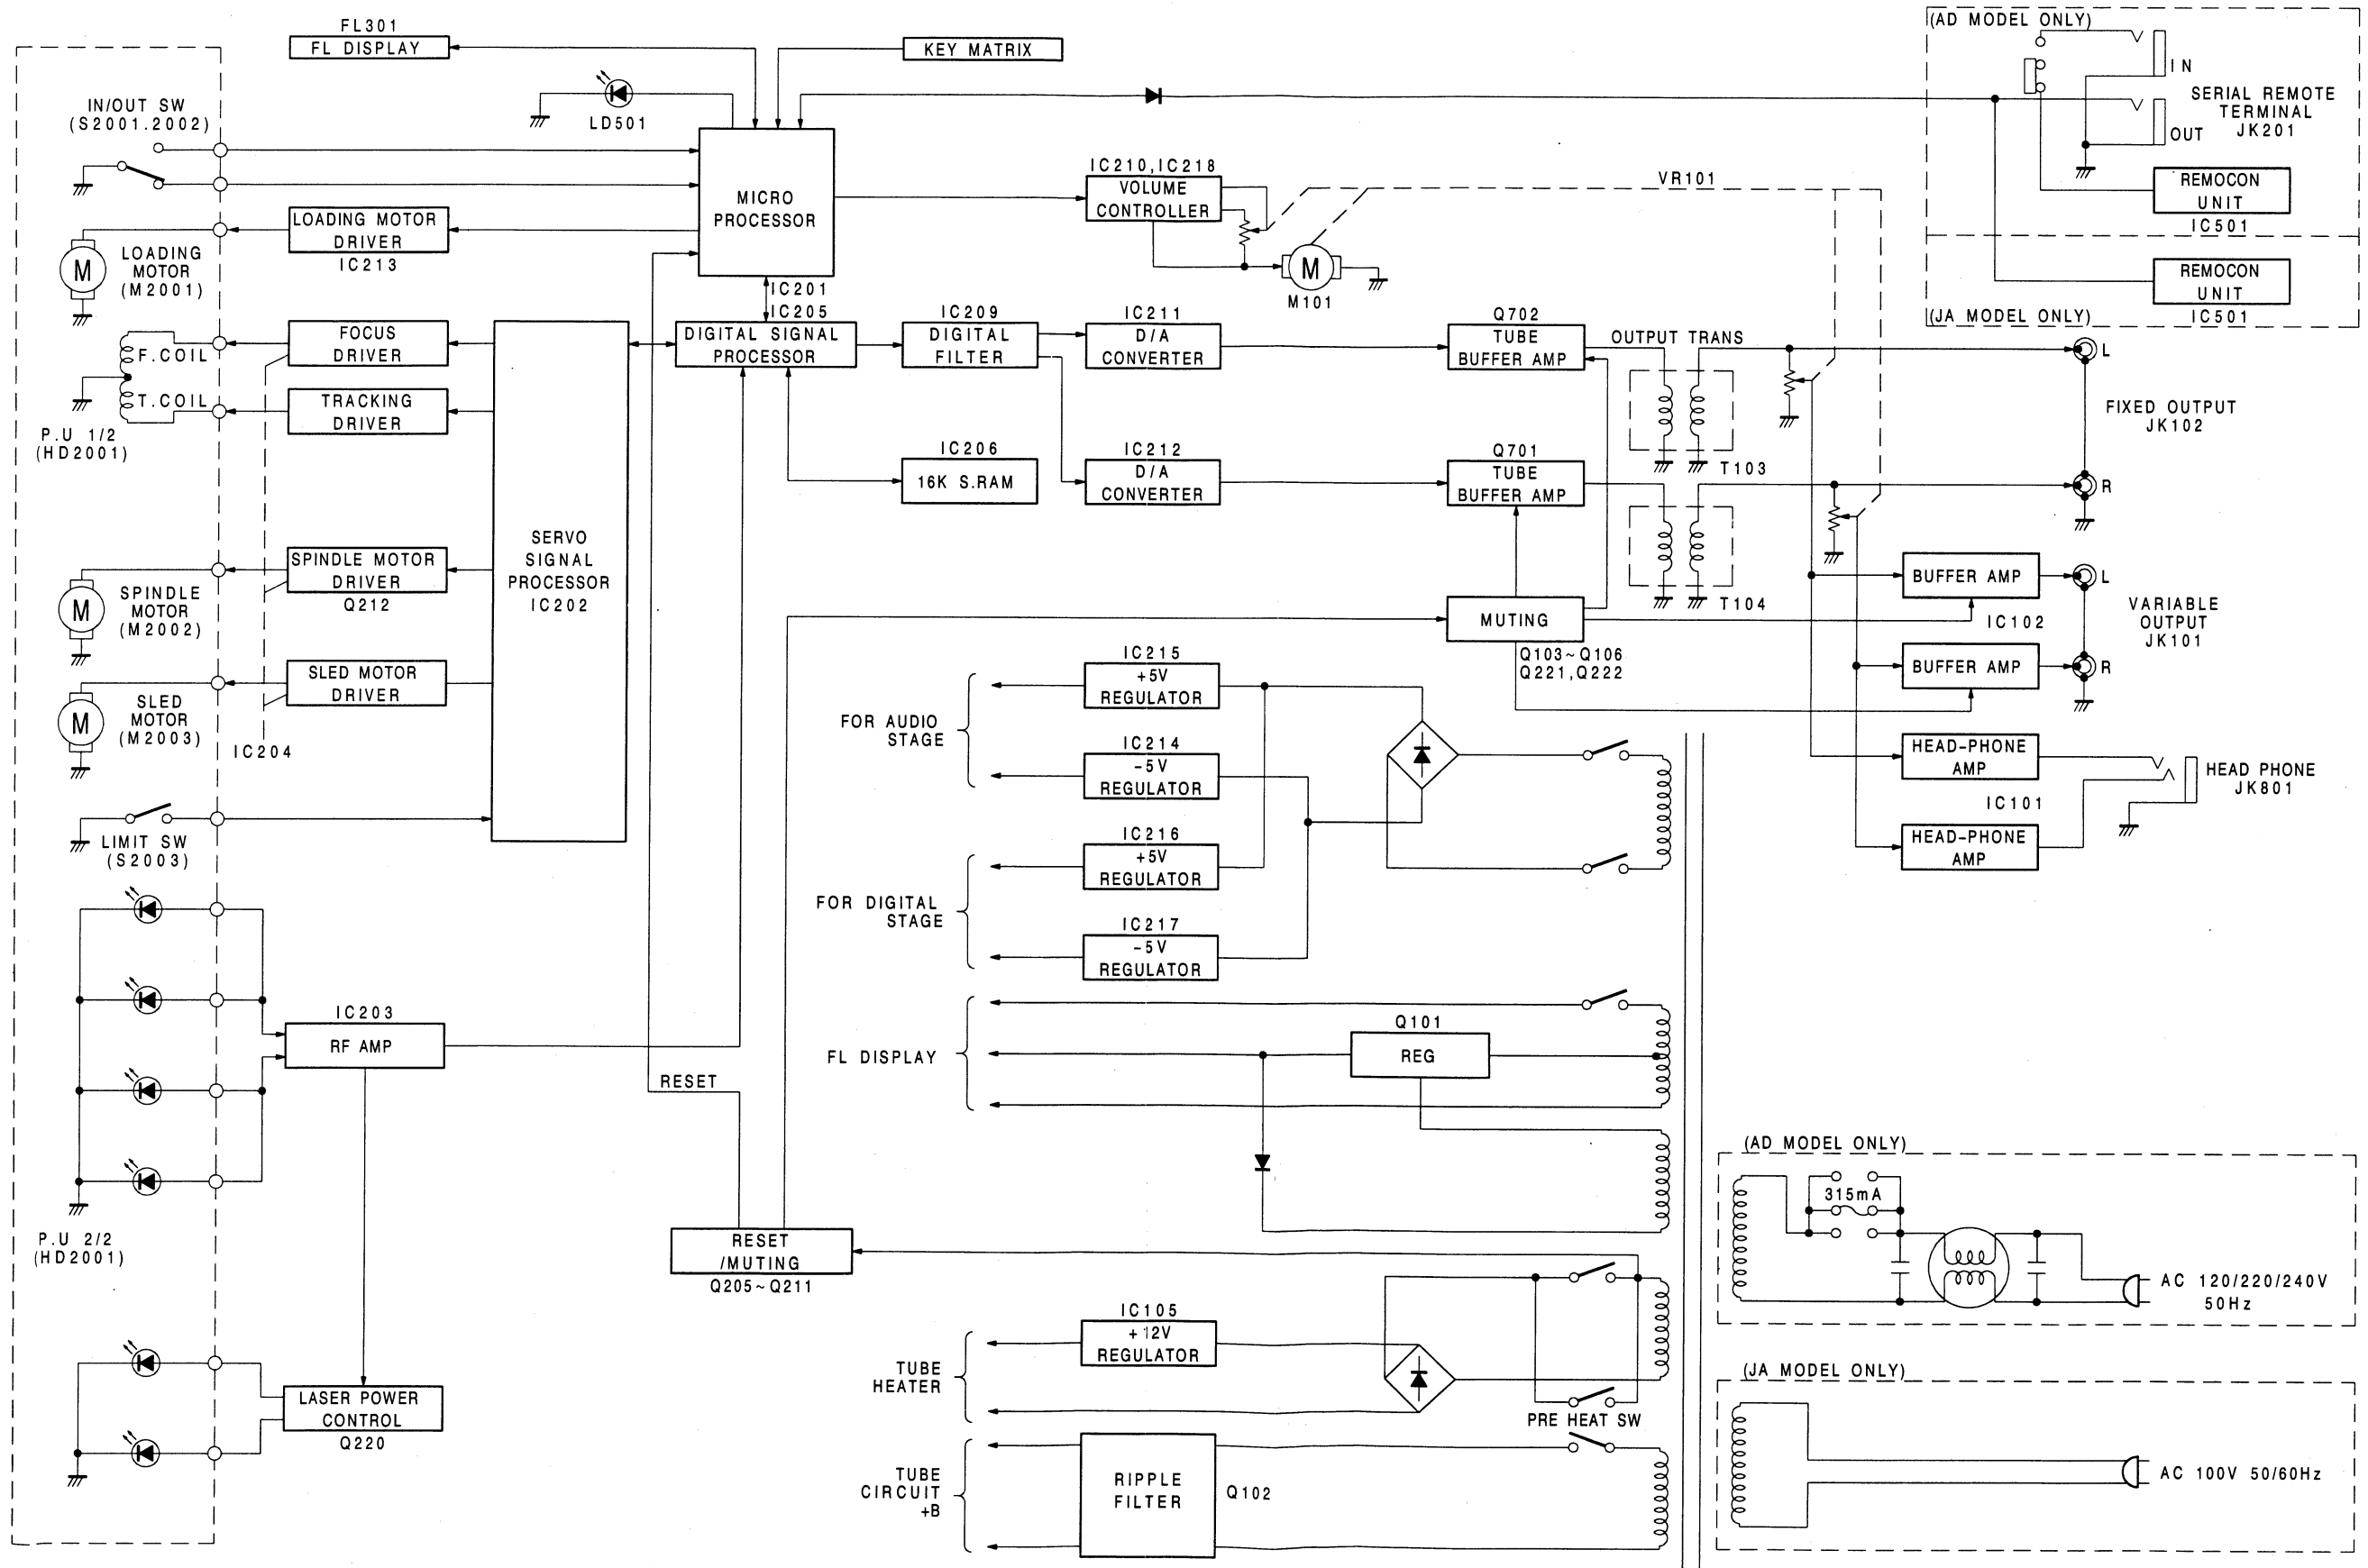 FL301
FL DISPLAY
KEY MATRIX
(AD MODEL ONLY)
IN
SERIAL REMOTE
TERMINAL
JK201
OUT
REMOCON
UNIT
IC501
REMOCON
UNIT
IC501
(JA MODEL ONLY)
IN/OUT SW
(S2001.2002)
LD501
MICRO
PROCESSOR
IC201
IC210,IC218
VOLUME
CONTROLLER
VR101
M
M101
LOADING MOTOR
DRIVER
IC213
M
LOADING
MOTOR
(M2001)
F.COIL
T.COIL
P.U 1/2
(HD2001)
FOCUS
DRIVER
TRACKING
DRIVER
IC205
DIGITAL SIGNAL
PROCESSOR
IC209
DIGITAL
FILTER
IC211
D/A
CONVERTER
Q702
TUBE
BUFFER AMP
OUTPUT TRANS
T103
L
FIXED OUTPUT
JK102
R
IC206
16K S.RAM
IC212
D/A
CONVERTER
Q701
TUBE
BUFFER AMP
T104
SERVO
SIGNAL
PROCESSOR
IC202
SPINDLE MOTOR
DRIVER
Q212
M
SPINDLE
MOTOR
(M2002)
SLED MOTOR
DRIVER
M
SLED
MOTOR
(M2003)
IC204
MUTING
Q103~Q106
Q221,Q222
BUFFER AMP
L
IC102
VARIABLE
OUTPUT
JK101
BUFFER AMP
R
HEAD-PHONE
AMP
IC101
HEAD PHONE
JK801
HEAD-PHONE
AMP
LIMIT SW
(S2003)
FOR AUDIO
STAGE
IC215
+5V
REGULATOR
IC214
-5V
REGULATOR
FOR DIGITAL
STAGE
IC216
+5V
REGULATOR
IC217
-5V
REGULATOR
IC203
RF AMP
FL DISPLAY
Q101
REG
RESET
P.U 2/2
(HD2001)
RESET
/MUTING
Q205~Q211
IC105
+12V
REGULATOR
TUBE
HEATER
PRE HEAT SW
LASER POWER
CONTROL
Q220
TUBE
CIRCUIT
+B
RIPPLE
FILTER
Q102
(AD MODEL ONLY)
315mA
AC 120/220/240V
50Hz
(JA MODEL ONLY)
AC 100V 50/60Hz